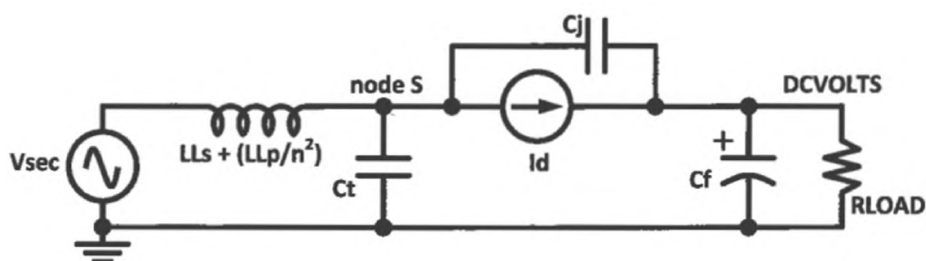 Cj
node S
DCVOLTS
Vsec
LLs + (LLp/n²)
Ct
Id
+
Cf
RLOAD